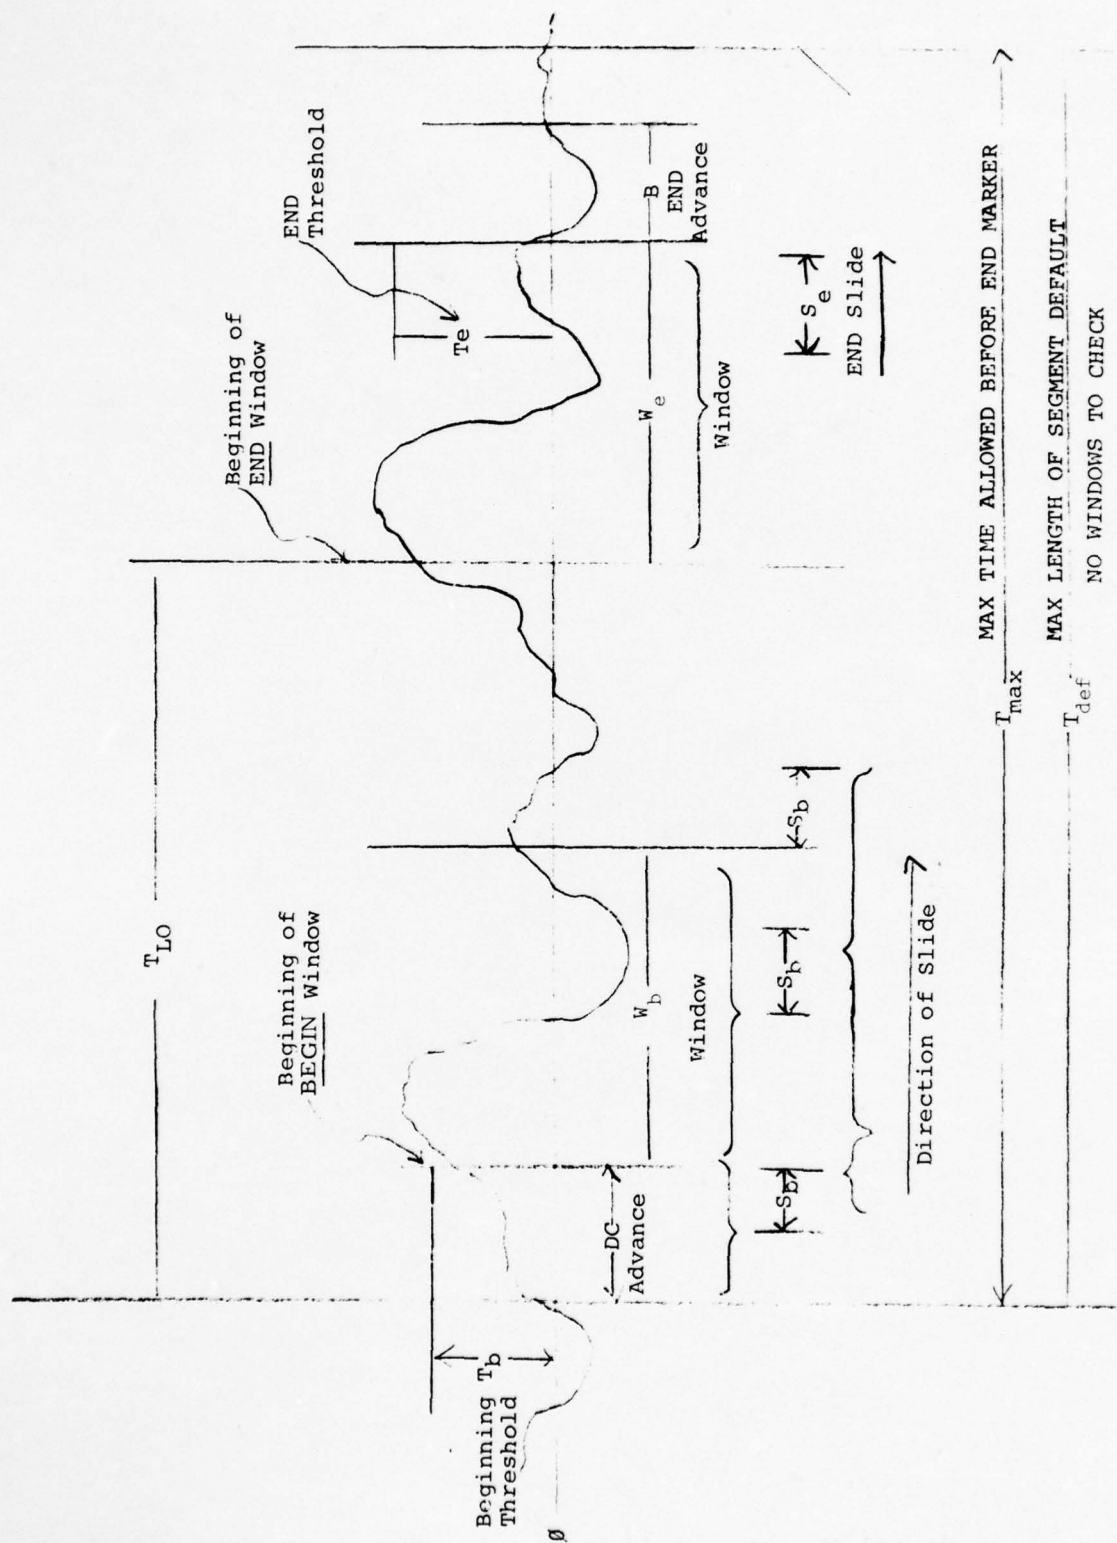 T_LO
Beginning of
BEGIN Window
Beginning of
END Window
END
Threshold
Te
Beginning T_b
Threshold
Ø
DC
Advance
W_b
Window
W_e
Window
B
END
Advance
S_b
S_b
S_b
Direction of Slide
S_e
END Slide
T_max
MAX TIME ALLOWED BEFORE END MARKER
T_def
MAX LENGTH OF SEGMENT DEFAULT
NO WINDOWS TO CHECK